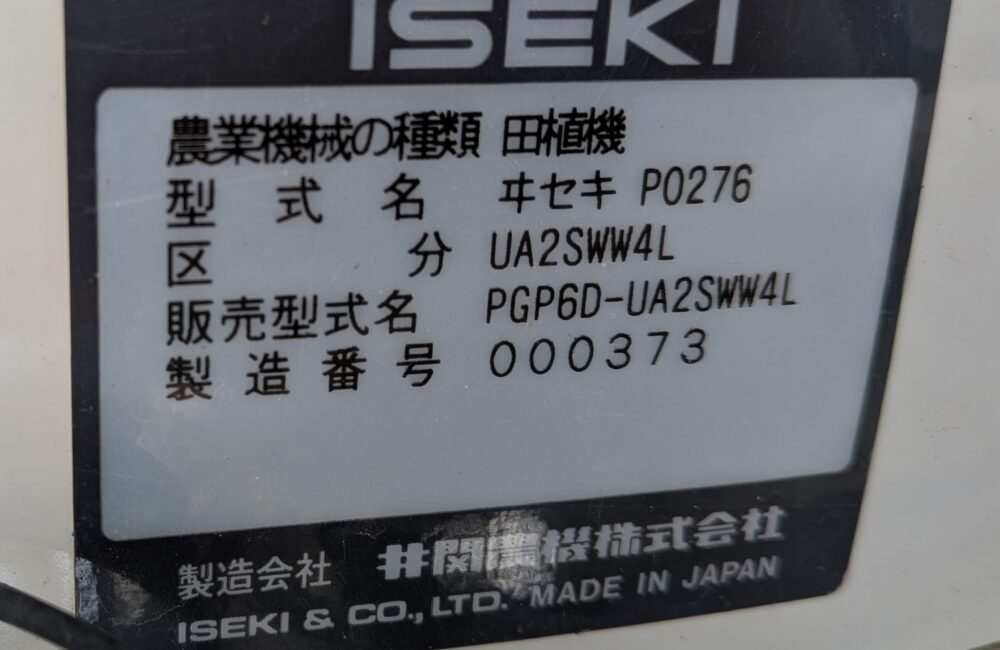 ISEKI
農業機械の種類 田植機
型式名 ヰセキ P0276
区分 UA2SWW4L
販売型式名 PGP6D-UA2SWW4L
製造番号 000373
製造会社 井関農機株式会社
ISEKI & CO., LTD. MADE IN JAPAN